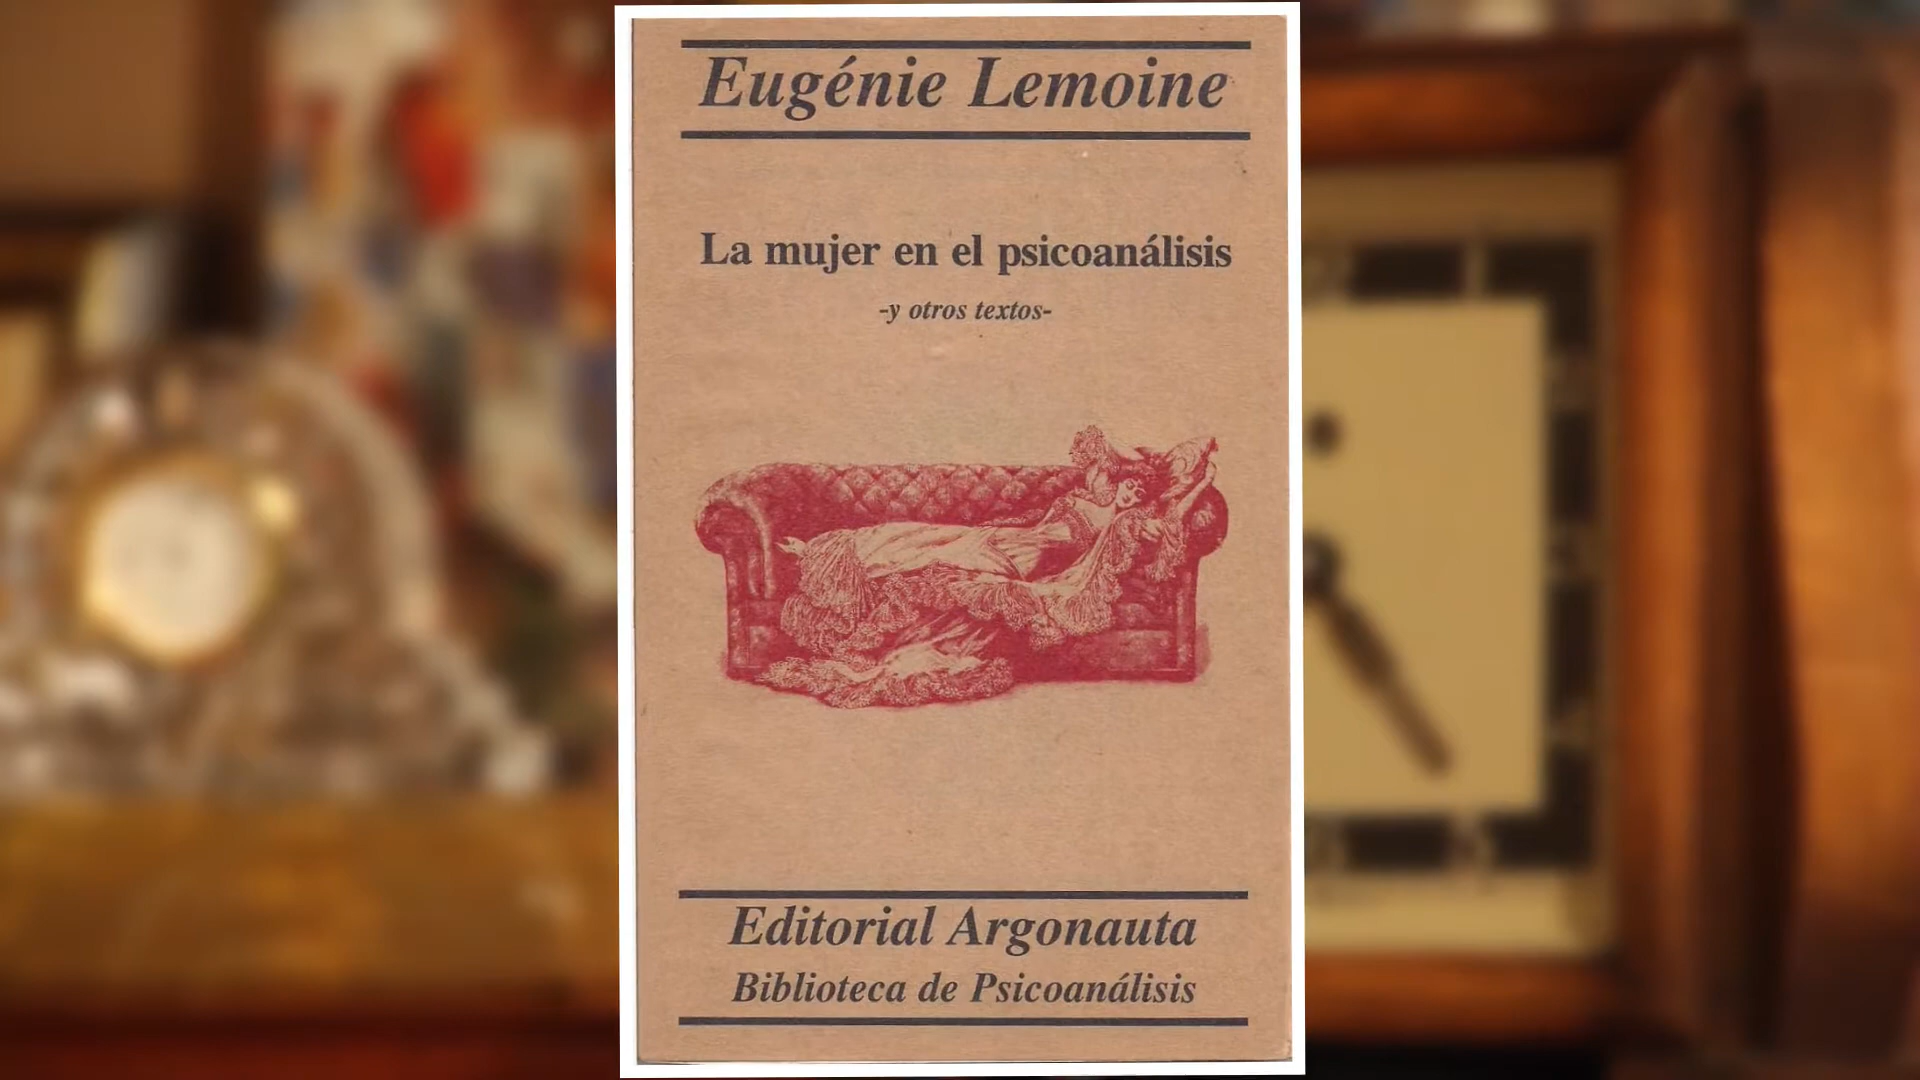 Eugénie Lemoine
La mujer en el psicoanálisis
-y otros textos-
Editorial Argonauta
Biblioteca de Psicoanálisis